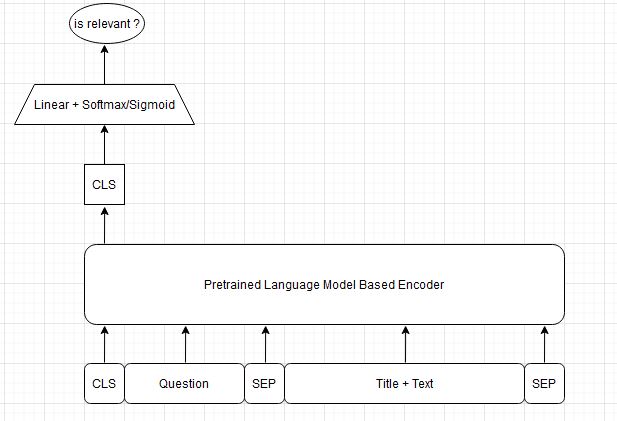 is relevant ?
Linear + Softmax/Sigmoid
CLS
Pretrained Language Model Based Encoder
CLS
Question
SEP
Title + Text
SEP